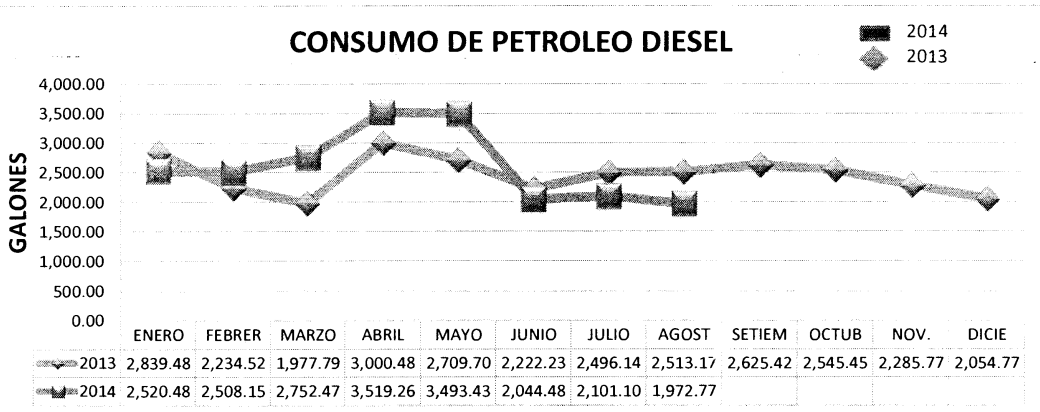 CONSUMO DE PETROLEO DIESEL
2014
2013
GALONES
4,000.00
3,500.00
3,000.00
2,500.00
2,000.00
1,500.00
1,000.00
500.00
0.00
ENERO FEBRER MARZO ABRIL MAYO JUNIO JULIO AGOST SETIEM OCTUB NOV. DICIE
2013 2,839.48 2,234.52 1,977.79 3,000.48 2,709.70 2,222.23 2,496.14 2,513.17 2,625.42 2,545.45 2,285.77 2,054.77
2014 2,520.48 2,508.15 2,752.47 3,519.26 3,493.43 2,044.48 2,101.10 1,972.77